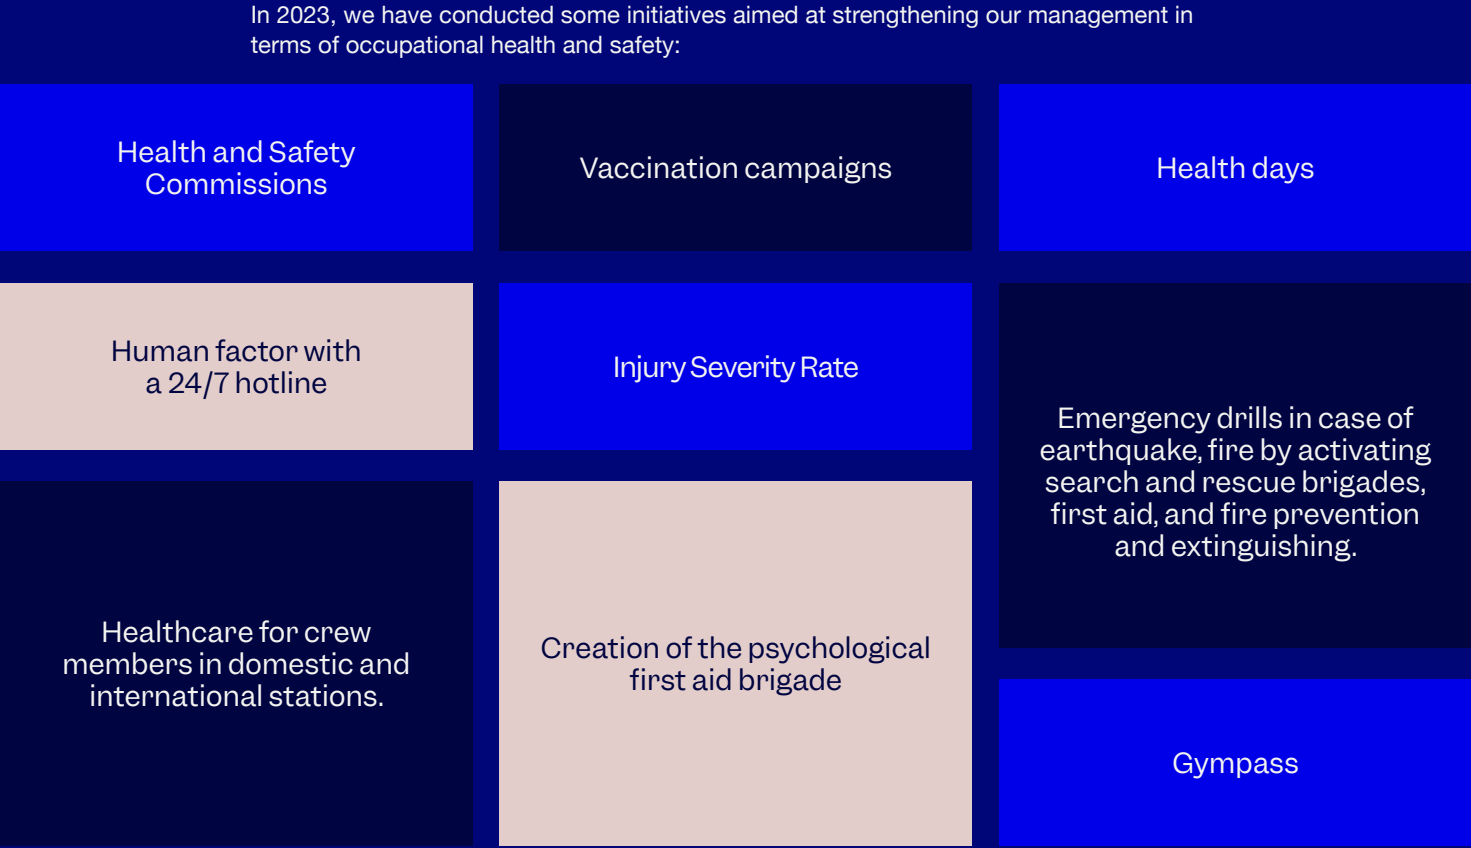 In 2023, we have conducted some initiatives aimed at strengthening our management in
terms of occupational health and safety:
Health and Safety
Commissions
Vaccination campaigns
Health days
Human factor with
a 24/7 hotline
Injury Severity Rate
Emergency drills in case of
earthquake, fire by activating
search and rescue brigades,
first aid, and fire prevention
and extinguishing.
Healthcare for crew
members in domestic and
international stations.
Creation of the psychological
first aid brigade
Gympass